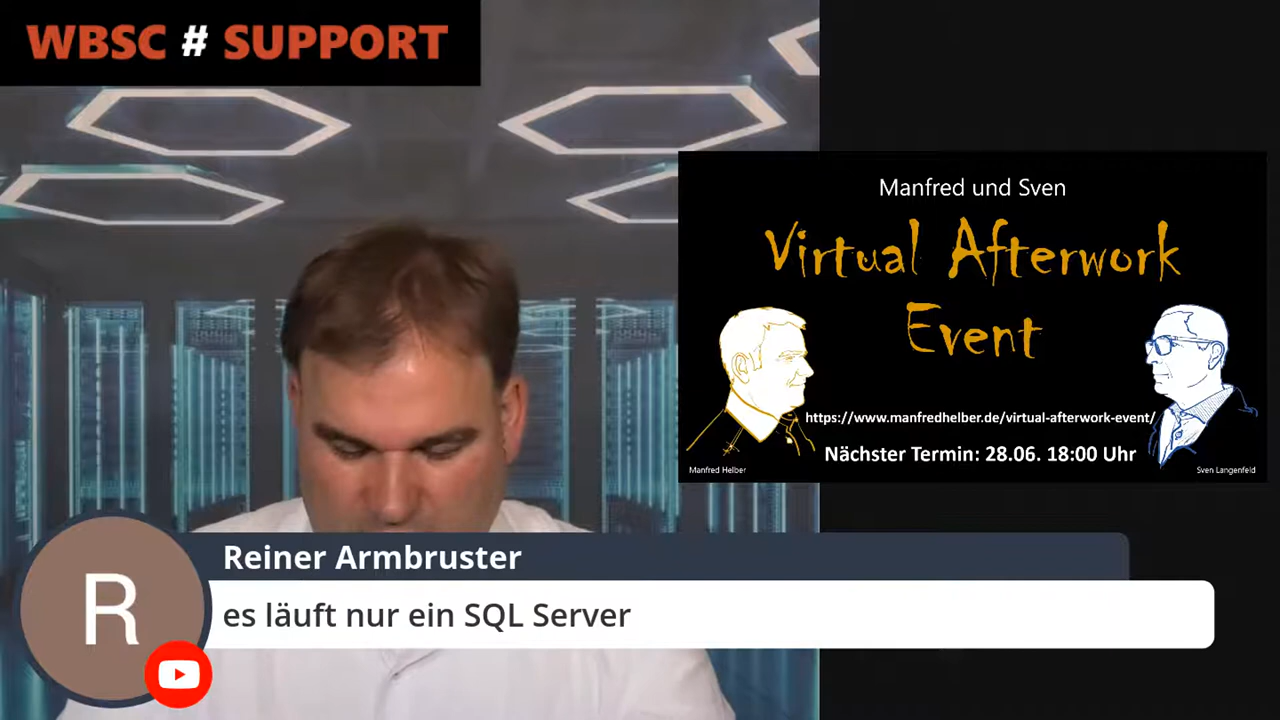 WBSC # SUPPORT
Manfred und Sven
Virtual Afterwork
Event
https://www.manfredhelber.de/virtual-afterwork-event/
Nächster Termin: 28.06. 18:00 Uhr
Manfred Helber
Sven Langenfeld
Reiner Armbruster
R
es läuft nur ein SQL Server